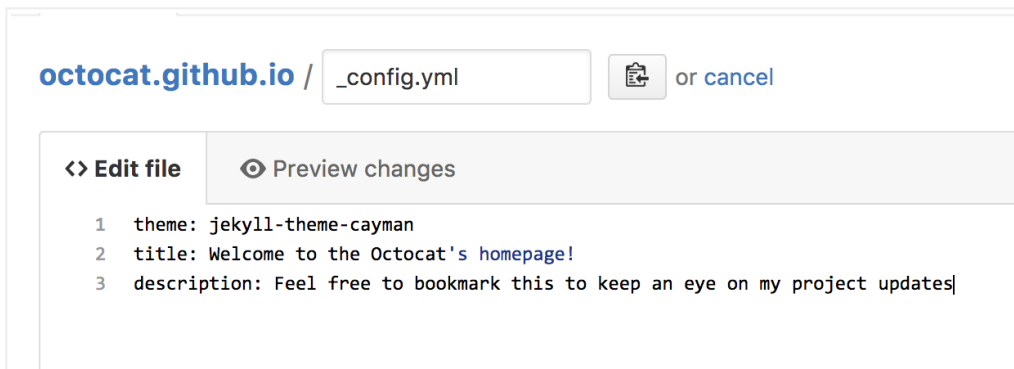 octocat.github.io / _config.yml or cancel
<> Edit file Preview changes
1 theme: jekyll-theme-cayman
2 title: Welcome to the Octocat's homepage!
3 description: Feel free to bookmark this to keep an eye on my project updates